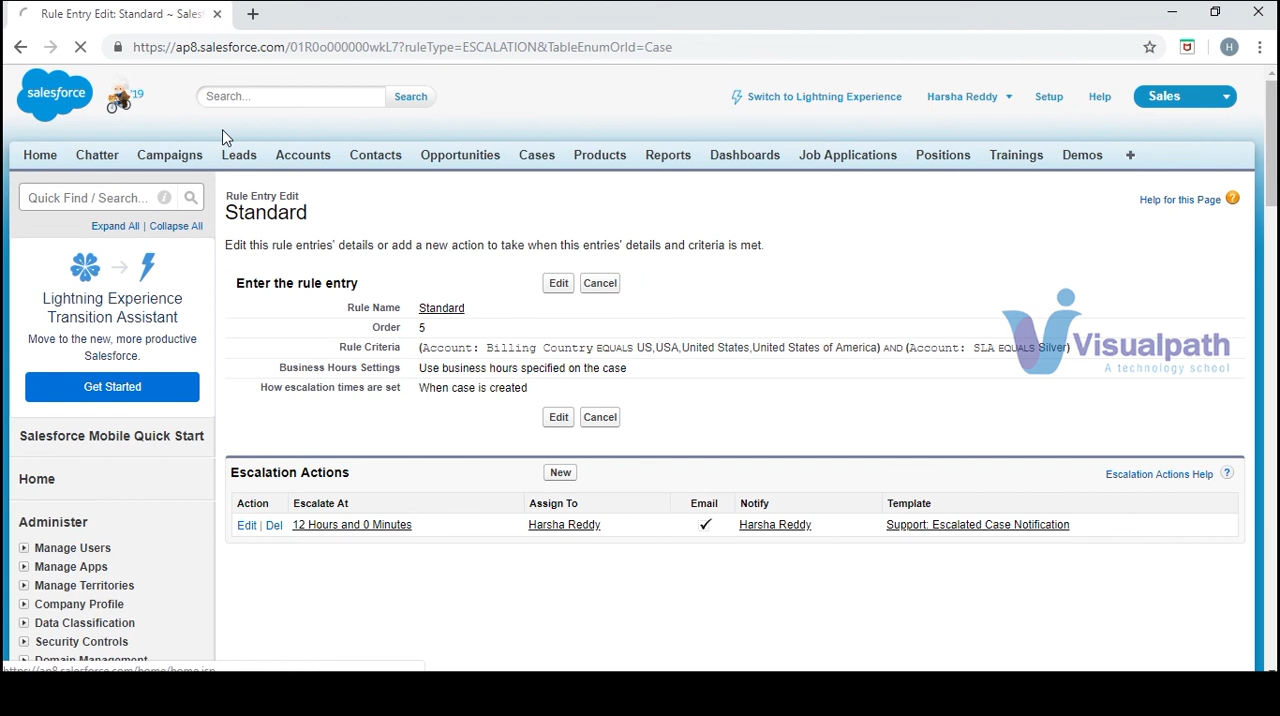 Rule Entry Edit: Standard ~ Sales
https://ap8.salesforce.com/01R0o000000wkL7?ruleType=ESCALATION&TableEnumOrId=Case
H
salesforce
'19
Search...
Search
Switch to Lightning Experience
Harsha Reddy
Setup
Help
Sales
Home Chatter Campaigns Leads Accounts Contacts Opportunities Cases Products Reports Dashboards Job Applications Positions Trainings Demos +
Quick Find / Search...
Expand All | Collapse All
Lightning Experience
Transition Assistant
Move to the new, more productive
Salesforce.
Get Started
Salesforce Mobile Quick Start
Home
Administer
Manage Users
Manage Apps
Manage Territories
Company Profile
Data Classification
Security Controls
Domain Management
Rule Entry Edit
Standard
Help for this Page
Edit this rule entries' details or add a new action to take when this entries' details and criteria is met.
Enter the rule entry Edit Cancel
Rule Name Standard
Order 5
Rule Criteria (Account: Billing Country EQUALS US,USA,United States,United States of America) AND (Account: SLA EQUALS Silver)
Business Hours Settings Use business hours specified on the case
How escalation times are set When case is created
Edit Cancel
Visualpath
A technology school
Escalation Actions New Escalation Actions Help ?
Action Escalate At Assign To Email Notify Template
Edit | Del 12 Hours and 0 Minutes Harsha Reddy ✓ Harsha Reddy Support: Escalated Case Notification
https://ap8.salesforce.com/home/home.jsp